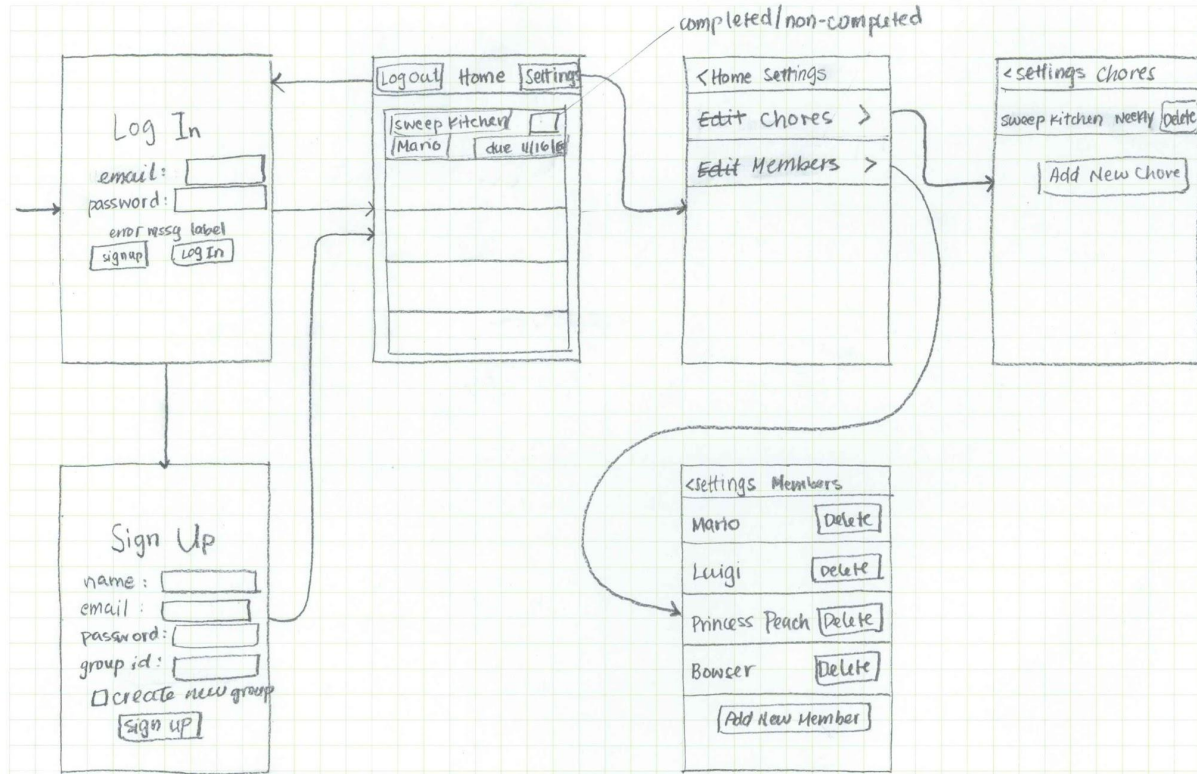 completed/non-completed
Log In
email:
password:
error mssg label
signup
Log In
Logout Home Settings
sweep Kitchen
Mario
due 4/16/
<Home Settings
Edit Chores >
Edit Members >
<settings Chores
sweep Kitchen Weekly Delete
Add New Chore
Sign Up
name:
email:
password:
group id:
create new group
Sign up
<settings Members
Mario Delete
Luigi Delete
Princess Peach Delete
Bowser Delete
Add New Member